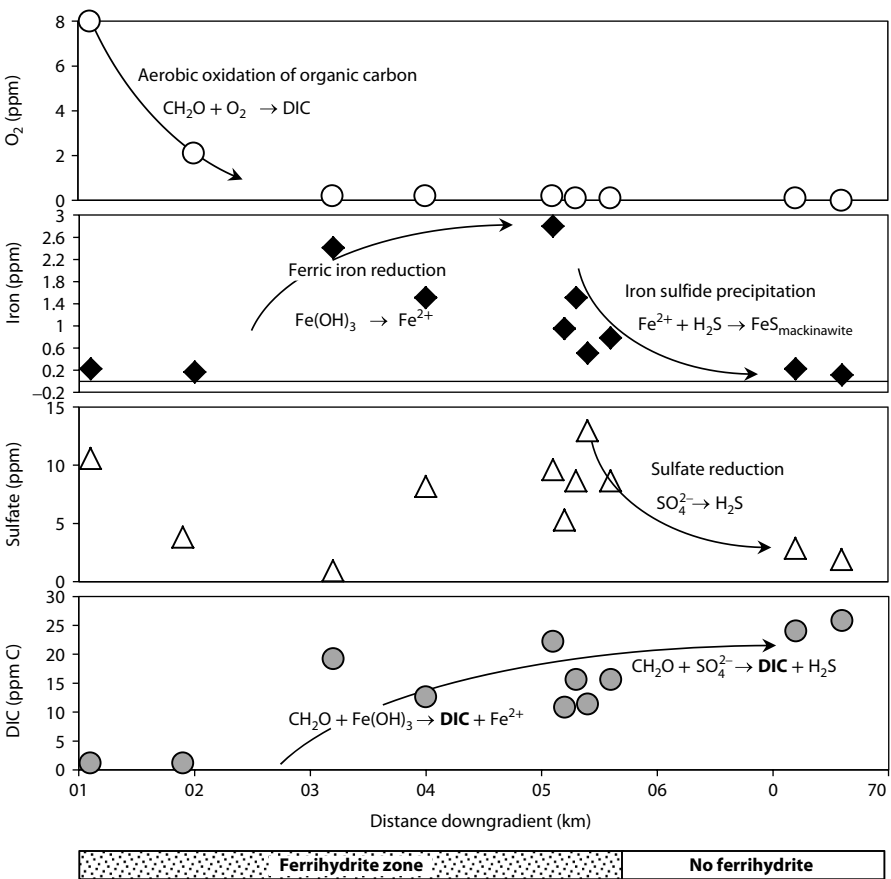 8
6
4
2
0
O₂ (ppm)
Aerobic oxidation of organic carbon
CH₂O + O₂ → DIC
3
2.6
2.2
1.8
1.4
1
0.6
0.2
−0.2
Iron (ppm)
Ferric iron reduction
Fe(OH)₃ → Fe²⁺
Iron sulfide precipitation
Fe²⁺ + H₂S → FeS mackinawite
15
10
5
0
Sulfate (ppm)
Sulfate reduction
SO₄²⁻ → H₂S
30
25
20
15
10
5
0
DIC (ppm C)
CH₂O + Fe(OH)₃ → DIC + Fe²⁺
CH₂O + SO₄²⁻ → DIC + H₂S
01 02 03 04 05 06 0 70
Distance downgradient (km)
Ferrihydrite zone No ferrihydrite